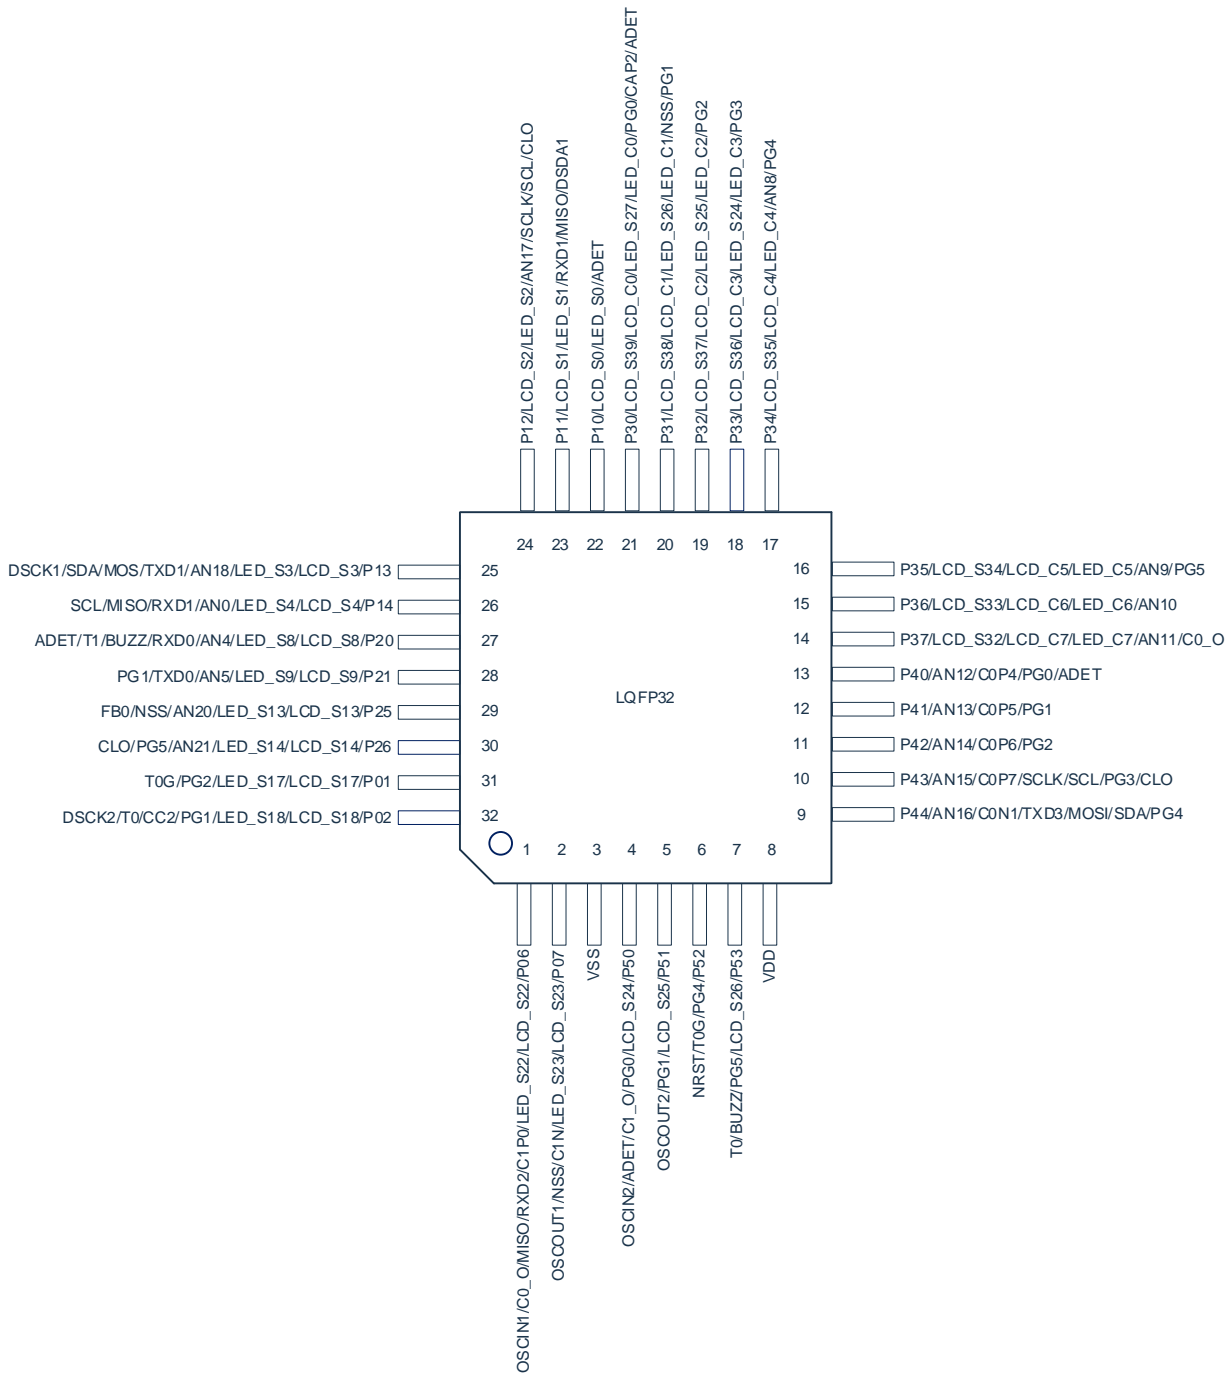 P12/LCD_S2/LED_S2/AN17/SCLK/SCL/CLO
P11/LCD_S1/LED_S1/RXD1/MISO/DSDA1
P10/LCD_S0/LED_S0/ADET
P30/LCD_S39/LCD_C0/LED_S27/LED_C0/PG0/CAP2/ADET
P31/LCD_S38/LCD_C1/LED_S26/LED_C1/NSS/PG1
P32/LCD_S37/LCD_C2/LED_S25/LED_C2/PG2
P33/LCD_S36/LCD_C3/LED_S24/LED_C3/PG3
P34/LCD_S35/LCD_C4/LED_C4/AN8/PG4
24 23 22 21 20 19 18 17
DSCK1/SDA/MOS/TXD1/AN18/LED_S3/LCD_S3/P13 25
SCL/MISO/RXD1/AN0/LED_S4/LCD_S4/P14 26
ADET/T1/BUZZ/RXD0/AN4/LED_S8/LCD_S8/P20 27
PG1/TXD0/AN5/LED_S9/LCD_S9/P21 28
FB0/NSS/AN20/LED_S13/LCD_S13/P25 29
CLO/PG5/AN21/LED_S14/LCD_S14/P26 30
T0G/PG2/LED_S17/LCD_S17/P01 31
DSCK2/T0/CC2/PG1/LED_S18/LCD_S18/P02 32
LQFP32
16 P35/LCD_S34/LCD_C5/LED_C5/AN9/PG5
15 P36/LCD_S33/LCD_C6/LED_C6/AN10
14 P37/LCD_S32/LCD_C7/LED_C7/AN11/C0_O
13 P40/AN12/C0P4/PG0/ADET
12 P41/AN13/C0P5/PG1
11 P42/AN14/C0P6/PG2
10 P43/AN15/C0P7/SCLK/SCL/PG3/CLO
9 P44/AN16/C0N1/TXD3/MOSI/SDA/PG4
1 2 3 4 5 6 7 8
OSCIN1/C0_O/MISO/RXD2/C1P0/LED_S22/LCD_S22/P06
OSCOUT1/NSS/C1N/LED_S23/LCD_S23/P07
VSS
OSCIN2/ADET/C1_O/PG0/LCD_S24/P50
OSCOUT2/PG1/LCD_S25/P51
NRST/T0G/PG4/P52
T0/BUZZ/PG5/LCD_S26/P53
VDD